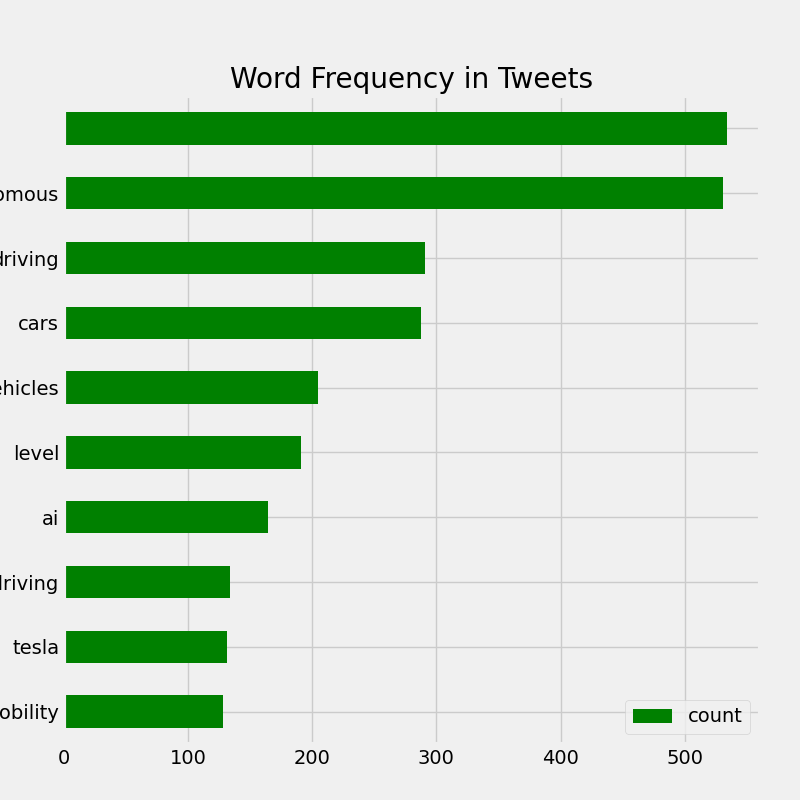 Word Frequency in Tweets
omous
driving
cars
ehicles
level
ai
driving
tesla
obility
count
0 100 200 300 400 500